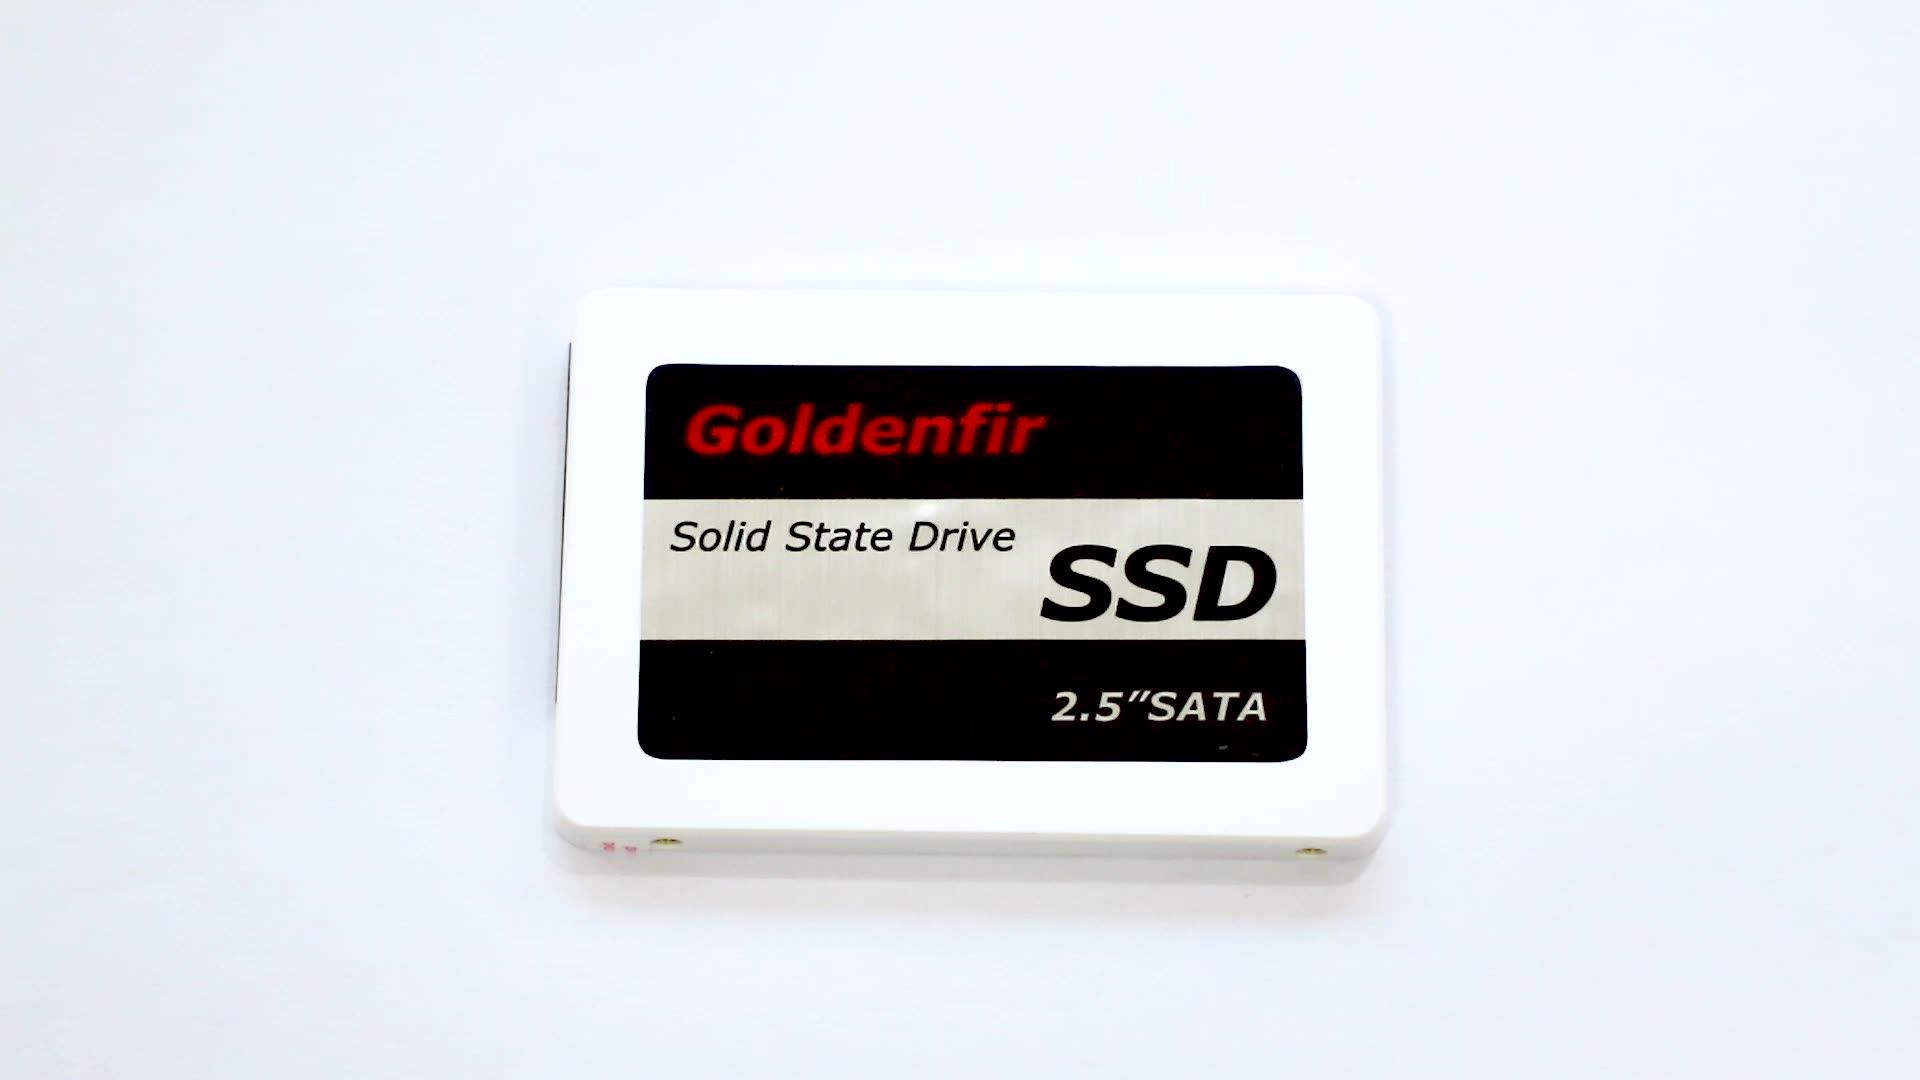 Goldenfir
Solid State Drive
SSD
2.5"SATA